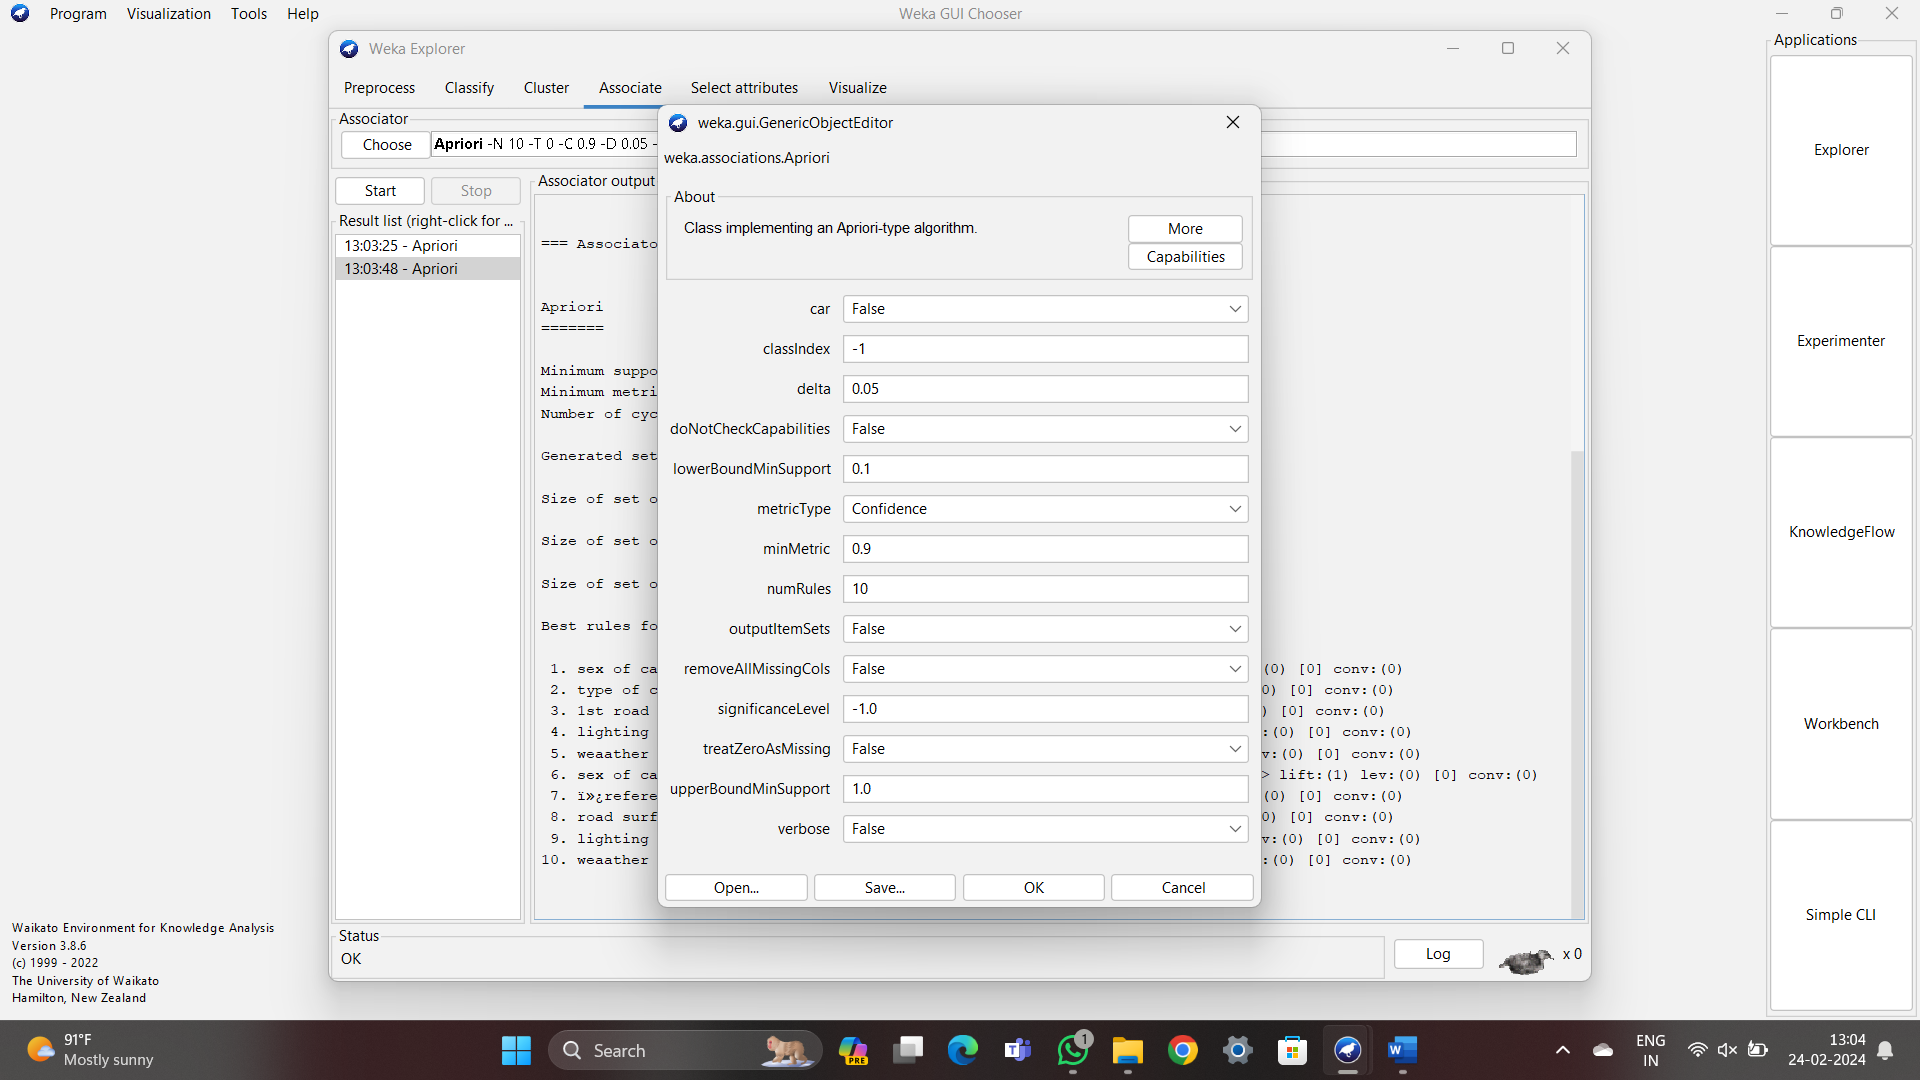 Program Visualization Tools Help
Weka GUI Chooser
Applications
Explorer
Experimenter
KnowledgeFlow
Workbench
Simple CLI
Weka Explorer
Preprocess Classify Cluster Associate Select attributes Visualize
Associator
Choose Apriori -N 10 -T 0 -C 0.9 -D 0.05 -
Start Stop
Result list (right-click for ...
13:03:25 - Apriori
13:03:48 - Apriori
Associator output
=== Associato
Apriori
=======
Minimum suppo
Minimum metri
Number of cyc
Generated set
Size of set o
Size of set o
Size of set o
Best rules fo
1. sex of ca (0) [0] conv:(0)
2. type of c 0) [0] conv:(0)
3. 1st road ) [0] conv:(0)
4. lighting :(0) [0] conv:(0)
5. weaather v:(0) [0] conv:(0)
6. sex of ca > lift:(1) lev:(0) [0] conv:(0)
7. ï»¿refere (0) [0] conv:(0)
8. road surf 0) [0] conv:(0)
9. lighting v:(0) [0] conv:(0)
10. weaather :(0) [0] conv:(0)
weka.gui.GenericObjectEditor
weka.associations.Apriori
About
Class implementing an Apriori-type algorithm.
More
Capabilities
car False
classIndex -1
delta 0.05
doNotCheckCapabilities False
lowerBoundMinSupport 0.1
metricType Confidence
minMetric 0.9
numRules 10
outputItemSets False
removeAllMissingCols False
significanceLevel -1.0
treatZeroAsMissing False
upperBoundMinSupport 1.0
verbose False
Open... Save... OK Cancel
Status
OK
Log
x 0
Waikato Environment for Knowledge Analysis
Version 3.8.6
(c) 1999 - 2022
The University of Waikato
Hamilton, New Zealand
91°F
Mostly sunny
Search
PRE
1
ENG
IN
13:04
24-02-2024